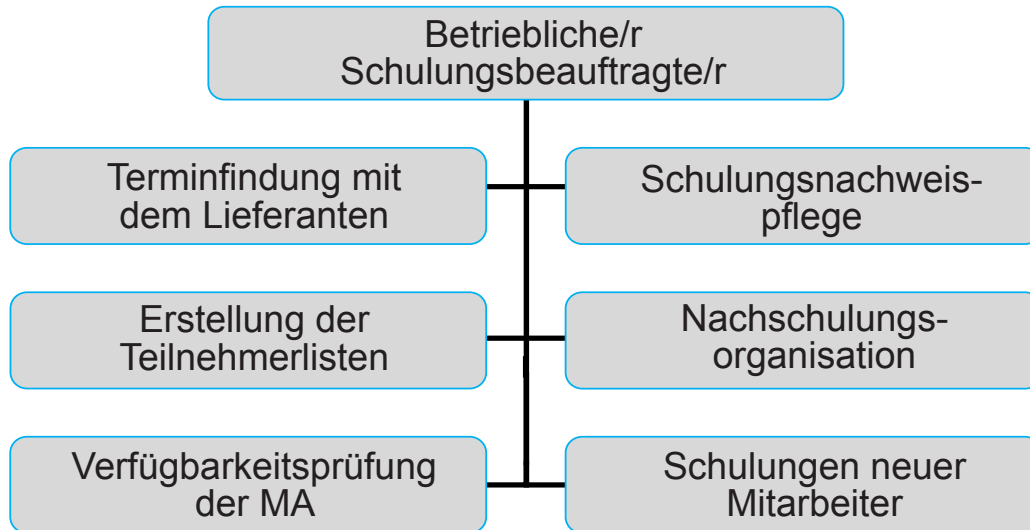 Betriebliche/r
Schulungsbeauftragte/r
Terminfindung mit
dem Lieferanten
Schulungsnachweis-
pflege
Erstellung der
Teilnehmerlisten
Nachschulungs-
organisation
Verfügbarkeitsprüfung
der MA
Schulungen neuer
Mitarbeiter